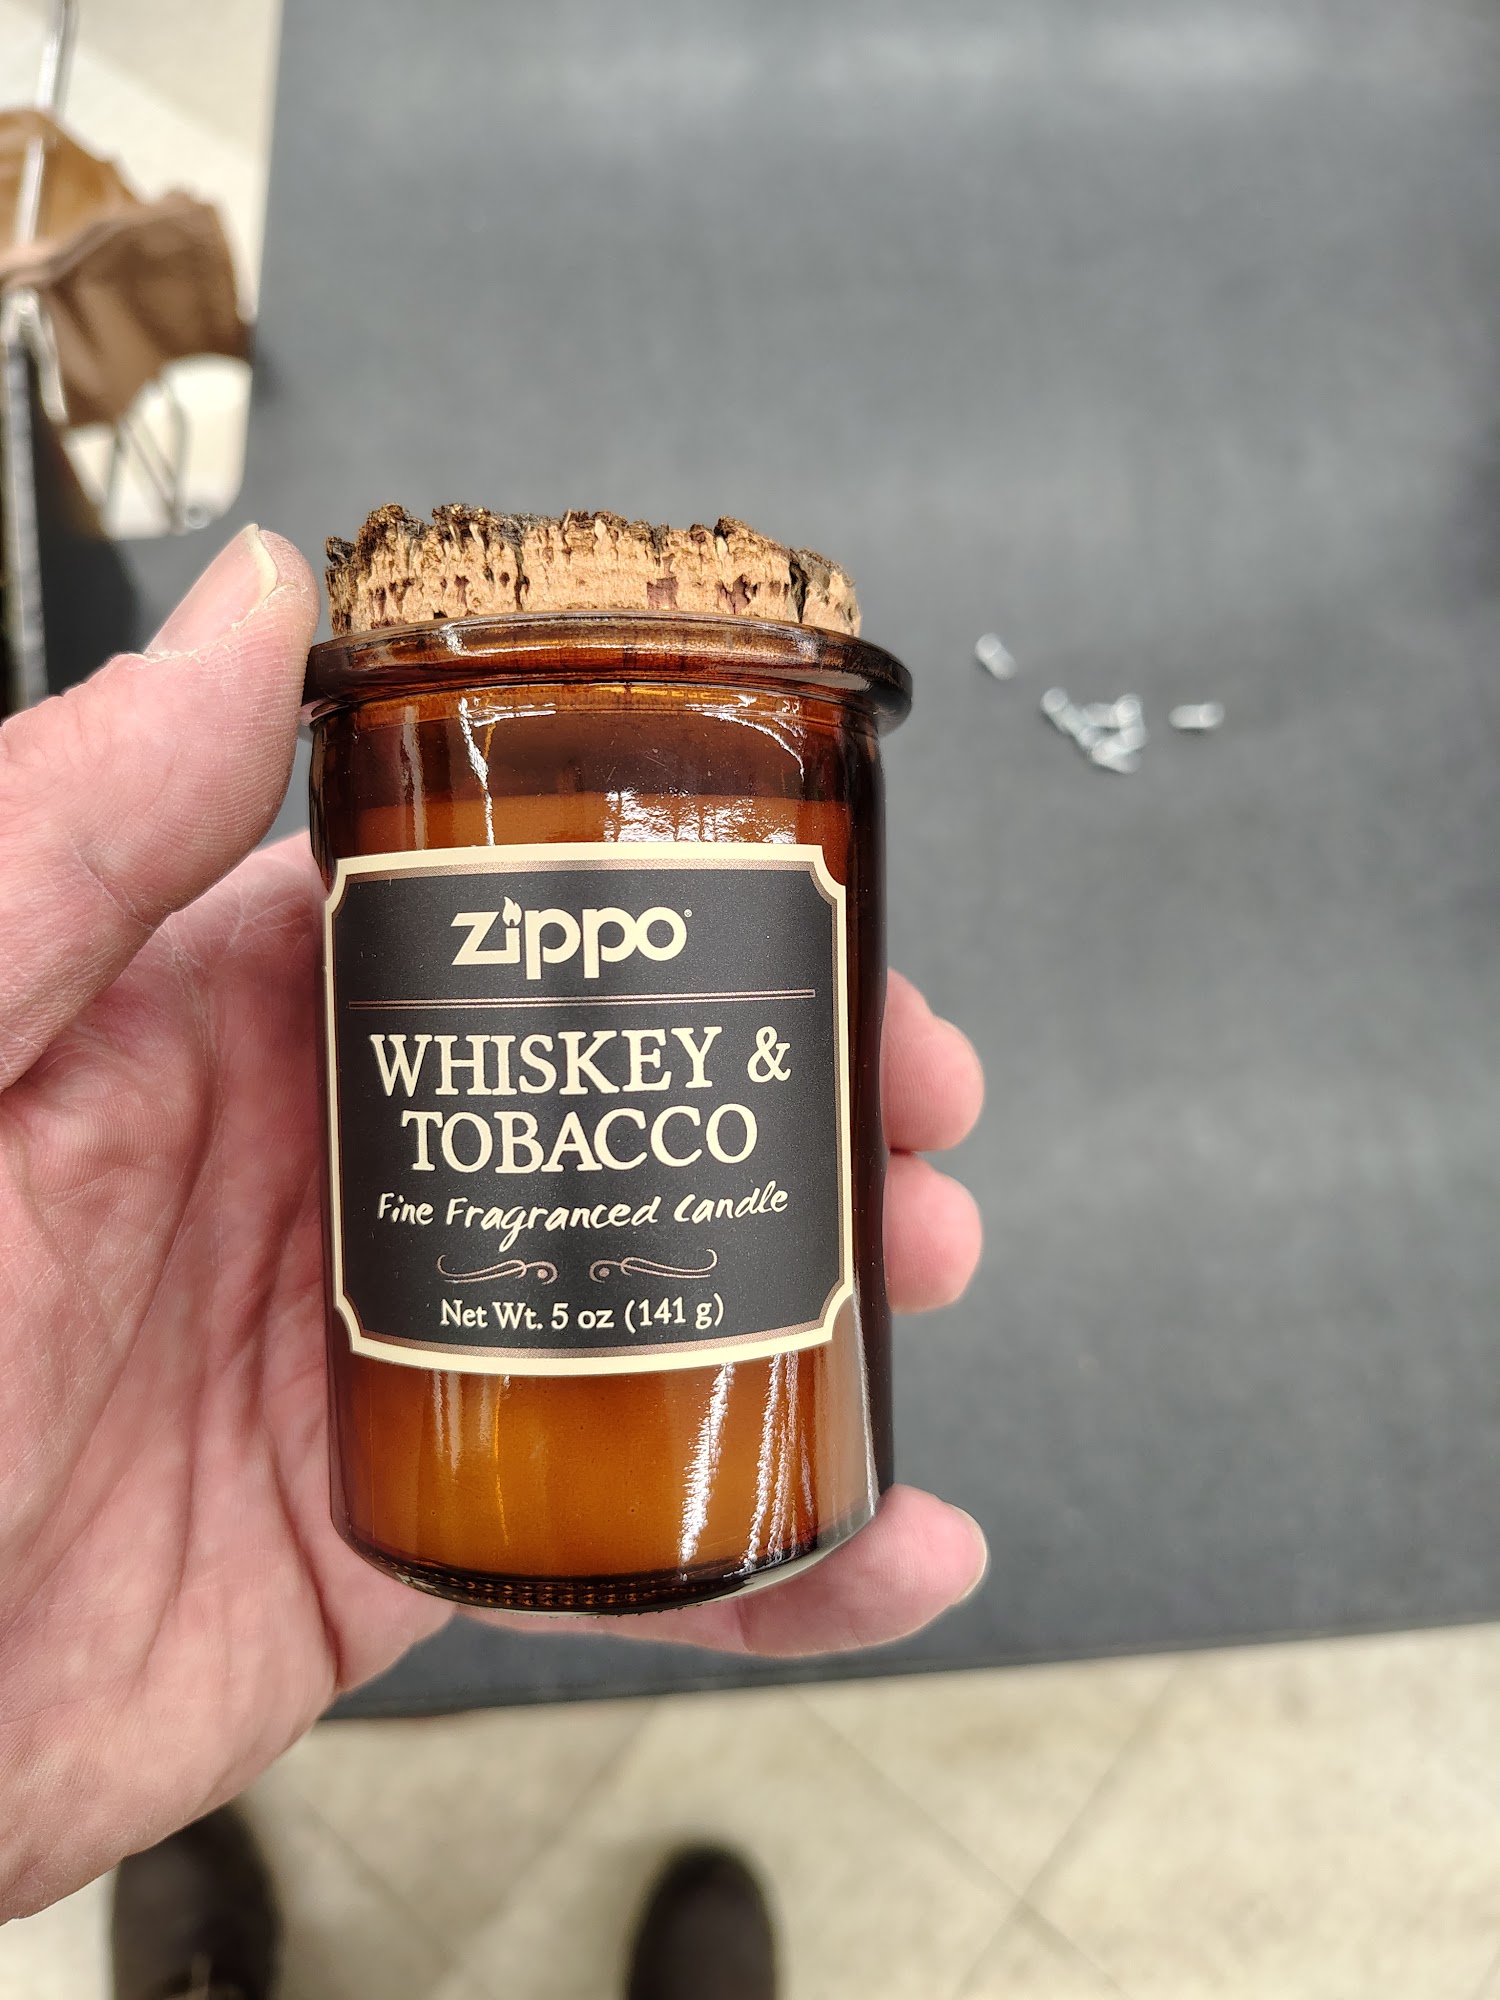 zippo®
WHISKEY &
TOBACCO
Fine Fragranced Candle
Net Wt. 5 oz (141 g)